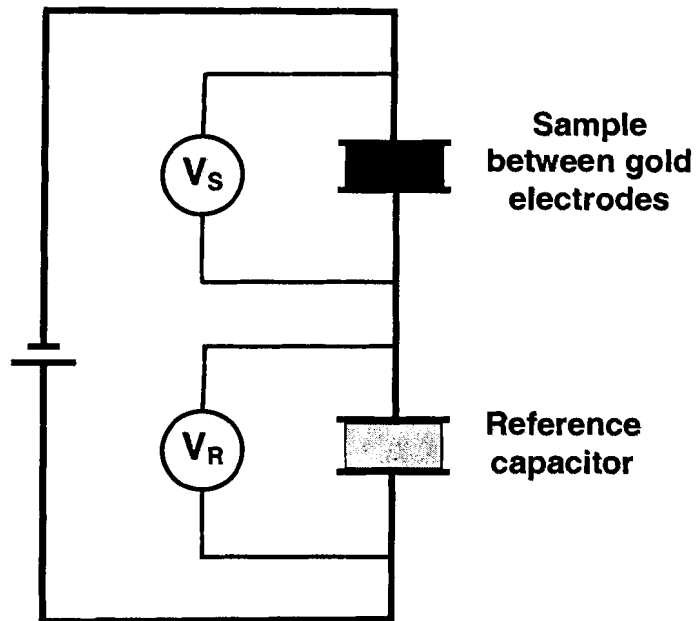 V_S
Sample
between gold
electrodes
V_R
Reference
capacitor